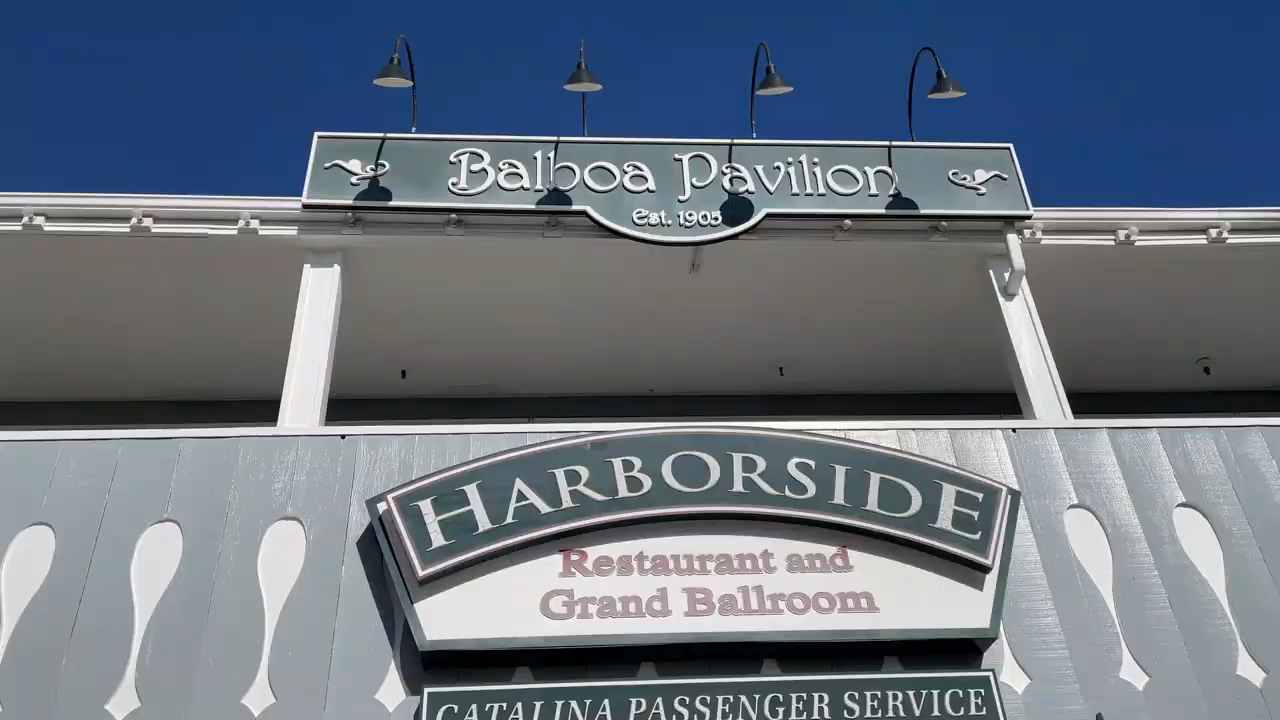 Balboa Pavilion
Est. 1905
HARBORSIDE
Restaurant and
Grand Ballroom
CATALINA PASSENGER SERVICE